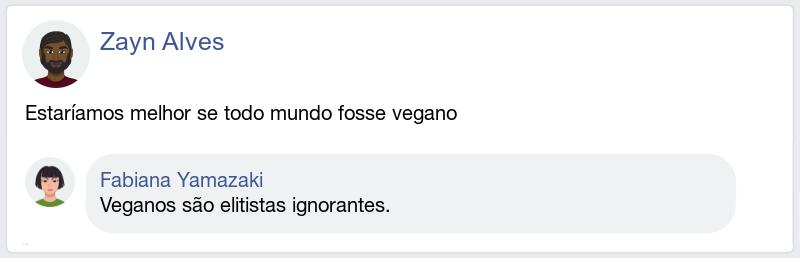 Zayn Alves
Estaríamos melhor se todo mundo fosse vegano
Fabiana Yamazaki
Veganos são elitistas ignorantes.